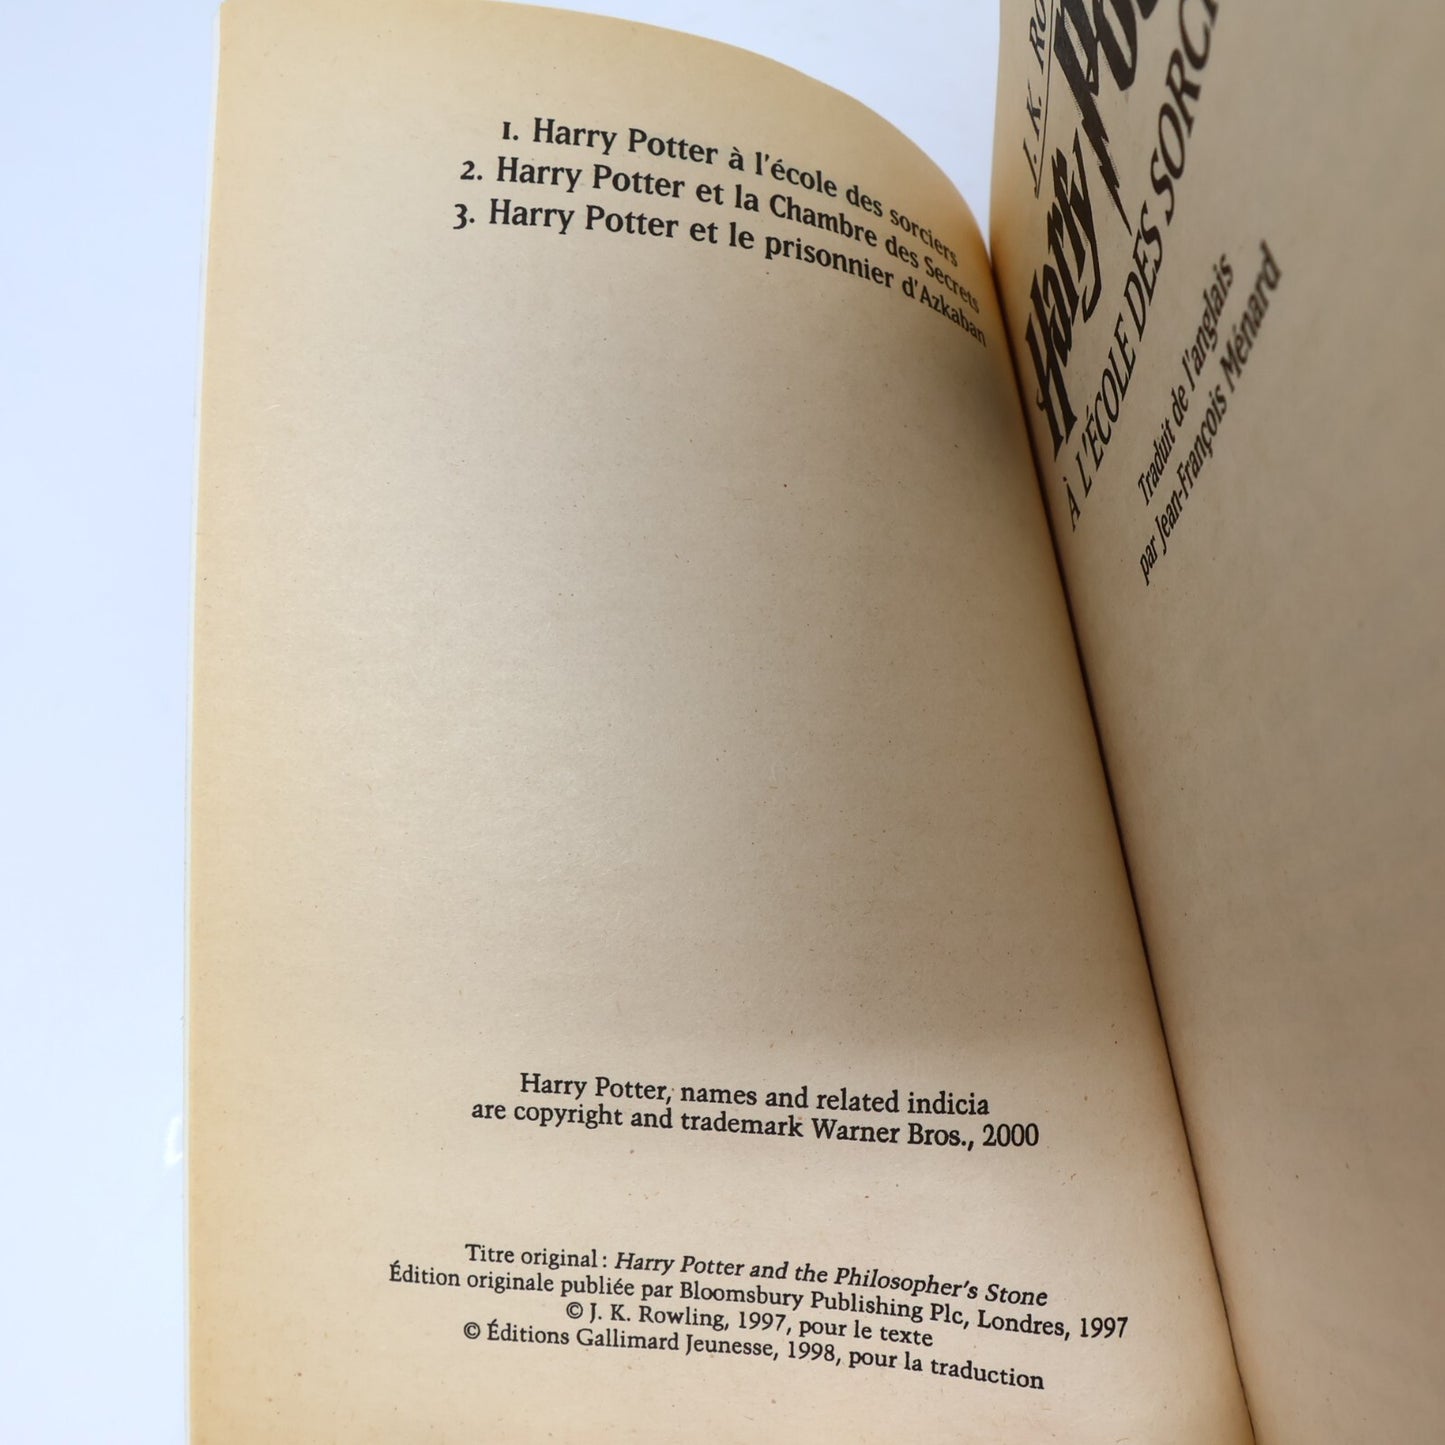 1. Harry Potter à l'école des sorciers
2. Harry Potter et la Chambre des Secrets
3. Harry Potter et le prisonnier d'Azkaban
Harry Potter, names and related indicia
are copyright and trademark Warner Bros., 2000
Titre original : Harry Potter and the Philosopher's Stone
Édition originale publiée par Bloomsbury Publishing Plc, Londres, 1997
© J. K. Rowling, 1997, pour le texte
© Éditions Gallimard Jeunesse, 1998, pour la traduction
J. K.
Harry
À L'ÉCOLE DES
Traduit de l'anglais
par Jean-François Ménard